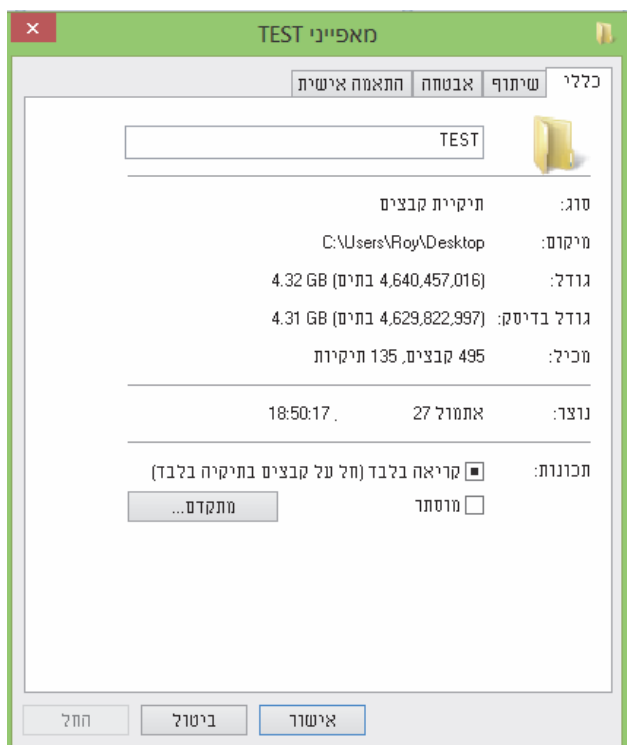 מאפייני TEST
כללי שיתוף אבטחה התאמה אישית
TEST
סוג: תיקיית קבצים
מיקום: C:\Users\Roy\Desktop
גודל: 4.32 GB (4,640,457,016 בתים)
גודל בדיסק: 4.31 GB (4,629,822,997 בתים)
מכיל: 495 קבצים, 135 תיקיות
נוצר: אתמול 27 , 18:50:17
תכונות: קריאה בלבד (חל על קבצים בתיקיה בלבד)
מוסתר
מתקדם...
אישור ביטול החל